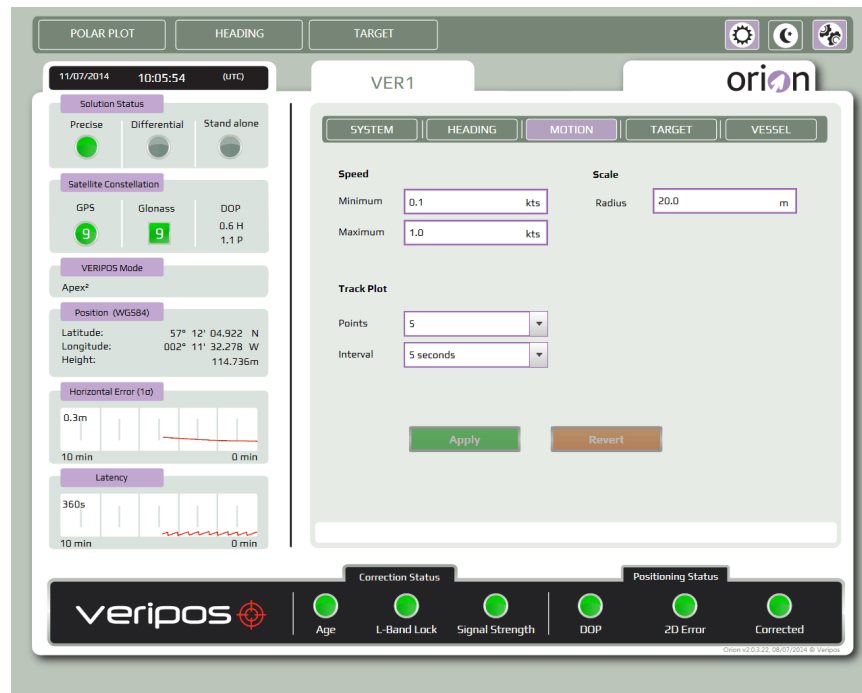 POLAR PLOT HEADING TARGET
11/07/2014 10:05:54 (UTC)
VER1
orion
Solution Status
Precise Differential Stand alone
Satellite Constellation
GPS Glonass DOP
9 9 0.6 H
1.1 P
VERIPOS Mode
Apex²
Position (WGS84)
Latitude: 57° 12' 04.922 N
Longitude: 002° 11' 32.278 W
Height: 114.736m
Horizontal Error (1σ)
0.3m
10 min 0 min
Latency
360s
10 min 0 min
SYSTEM HEADING MOTION TARGET VESSEL
Speed Scale
Minimum 0.1 kts Radius 20.0 m
Maximum 1.0 kts
Track Plot
Points 5
Interval 5 seconds
Apply Revert
Correction Status Positioning Status
veripos
Age L-Band Lock Signal Strength DOP 2D Error Corrected
Orion v2.0.3.22, 08/07/2014 © Veripos